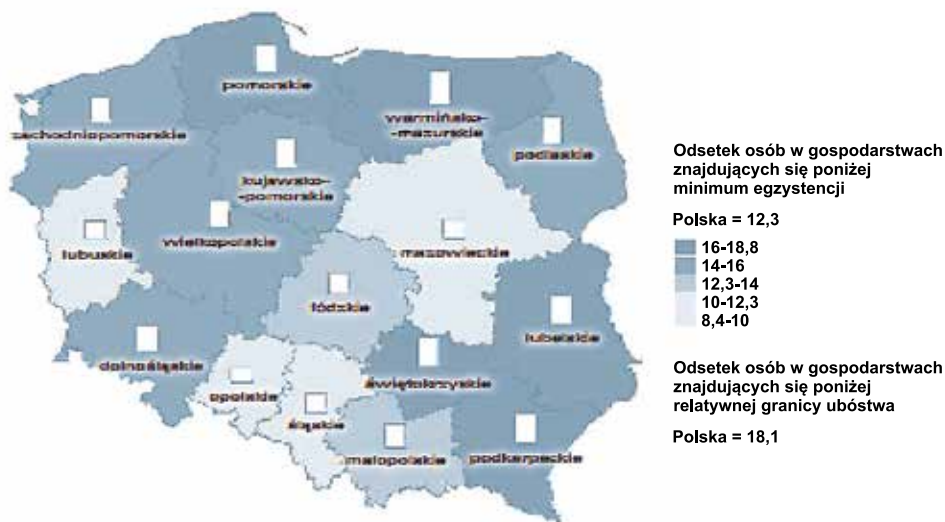 pomorskie
zachodniopomorskie
warmińsko-
-mazurskie
podlaskie
kujawsko-
-pomorskie
wielkopolskie
lubuskie
mazowieckie
łódzkie
lubelskie
dolnośląskie
opolskie
śląskie
świętokrzyskie
małopolskie
podkarpackie
Odsetek osób w gospodarstwach
znajdujących się poniżej
minimum egzystencji
Polska = 12,3
16-18,8
14-16
12,3-14
10-12,3
8,4-10
Odsetek osób w gospodarstwach
znajdujących się poniżej
relatywnej granicy ubóstwa
Polska = 18,1